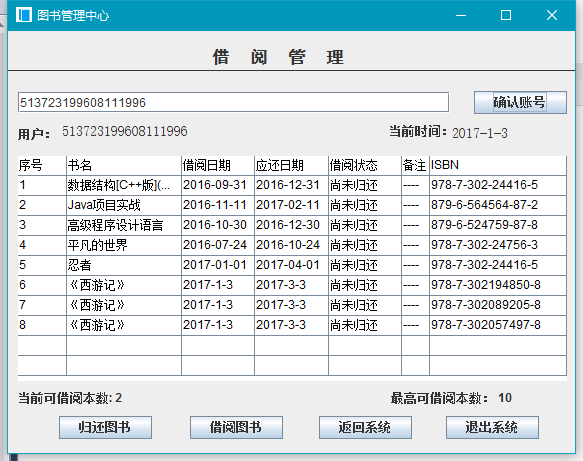 图书管理中心
借 阅 管 理
513723199608111996 确认账号
用户： 513723199608111996 当前时间：2017-1-3
序号 书名 借阅日期 应还日期 借阅状态 备注 ISBN
1 数据结构[C++版](... 2016-09-31 2016-12-31 尚未归还 ---- 978-7-302-24416-5
2 Java项目实战 2016-11-11 2017-02-11 尚未归还 ---- 879-6-564564-87-2
3 高级程序设计语言 2016-10-30 2016-12-30 尚未归还 ---- 879-6-524759-87-8
4 平凡的世界 2016-07-24 2016-10-24 尚未归还 ---- 978-7-302-24756-3
5 忍者 2017-01-01 2017-04-01 尚未归还 ---- 978-7-302-24416-5
6 《西游记》 2017-1-3 2017-3-3 尚未归还 ---- 978-7-302194850-8
7 《西游记》 2017-1-3 2017-3-3 尚未归还 ---- 978-7-302089205-8
8 《西游记》 2017-1-3 2017-3-3 尚未归还 ---- 978-7-302057497-8
当前可借阅本数: 2 最高可借阅本数： 10
归还图书 借阅图书 返回系统 退出系统